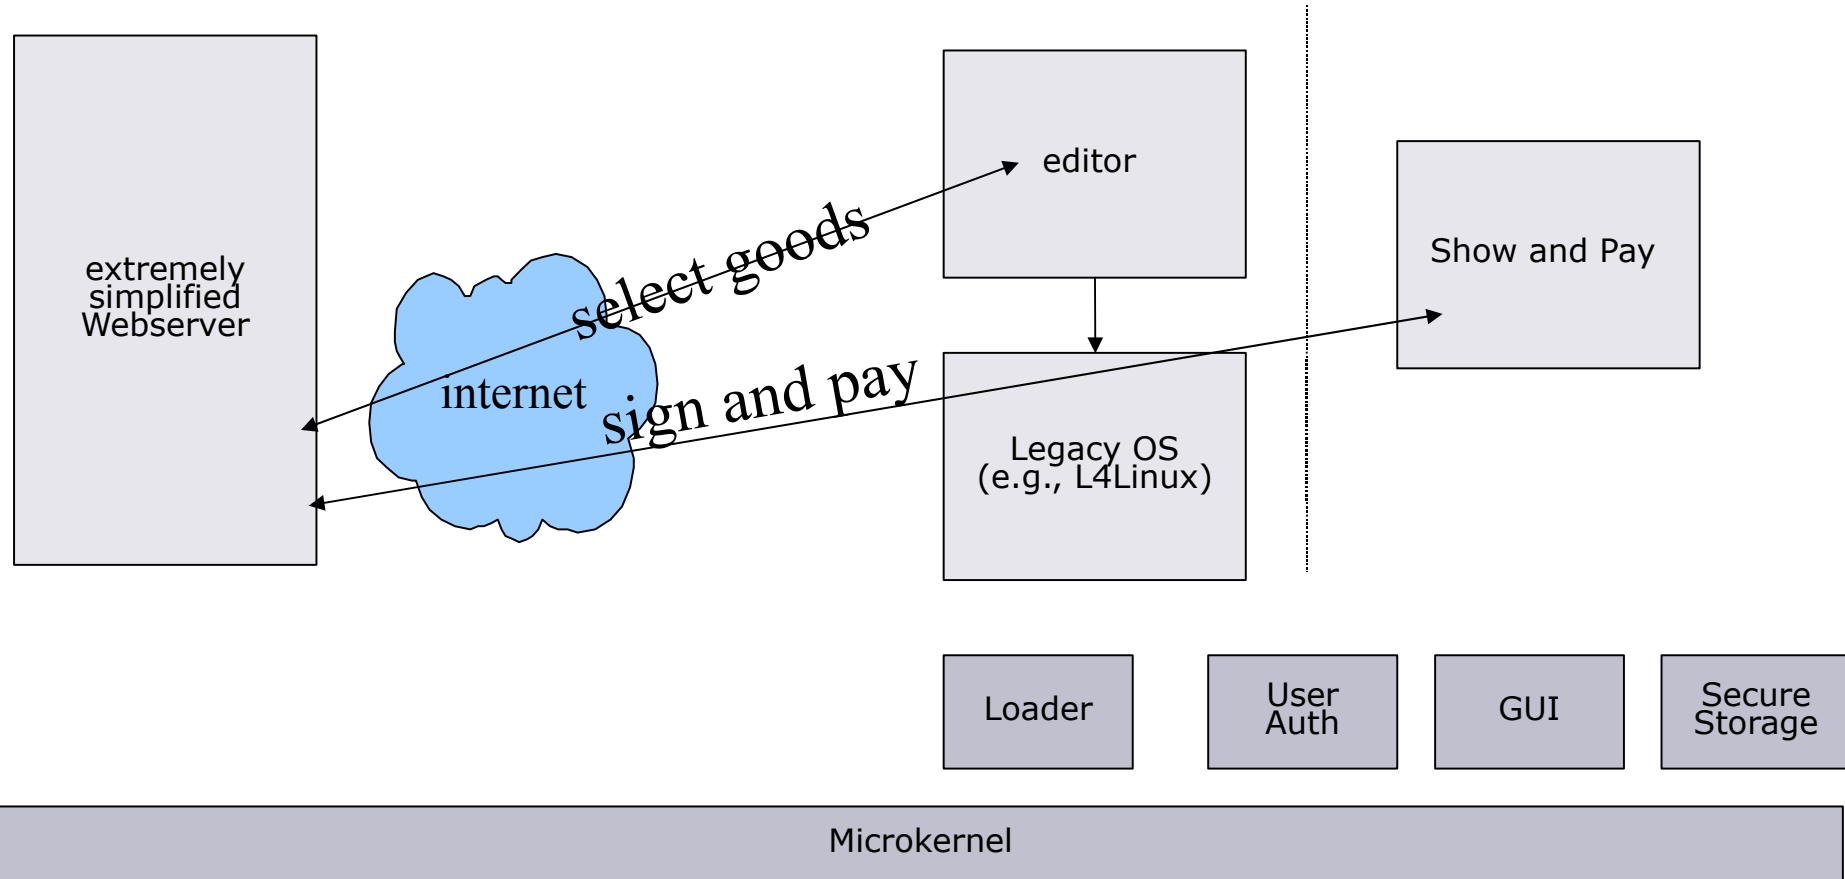 extremely
simplified
Webserver
internet
select goods
sign and pay
editor
Legacy OS
(e.g., L4Linux)
Show and Pay
Loader
User
Auth
GUI
Secure
Storage
Microkernel